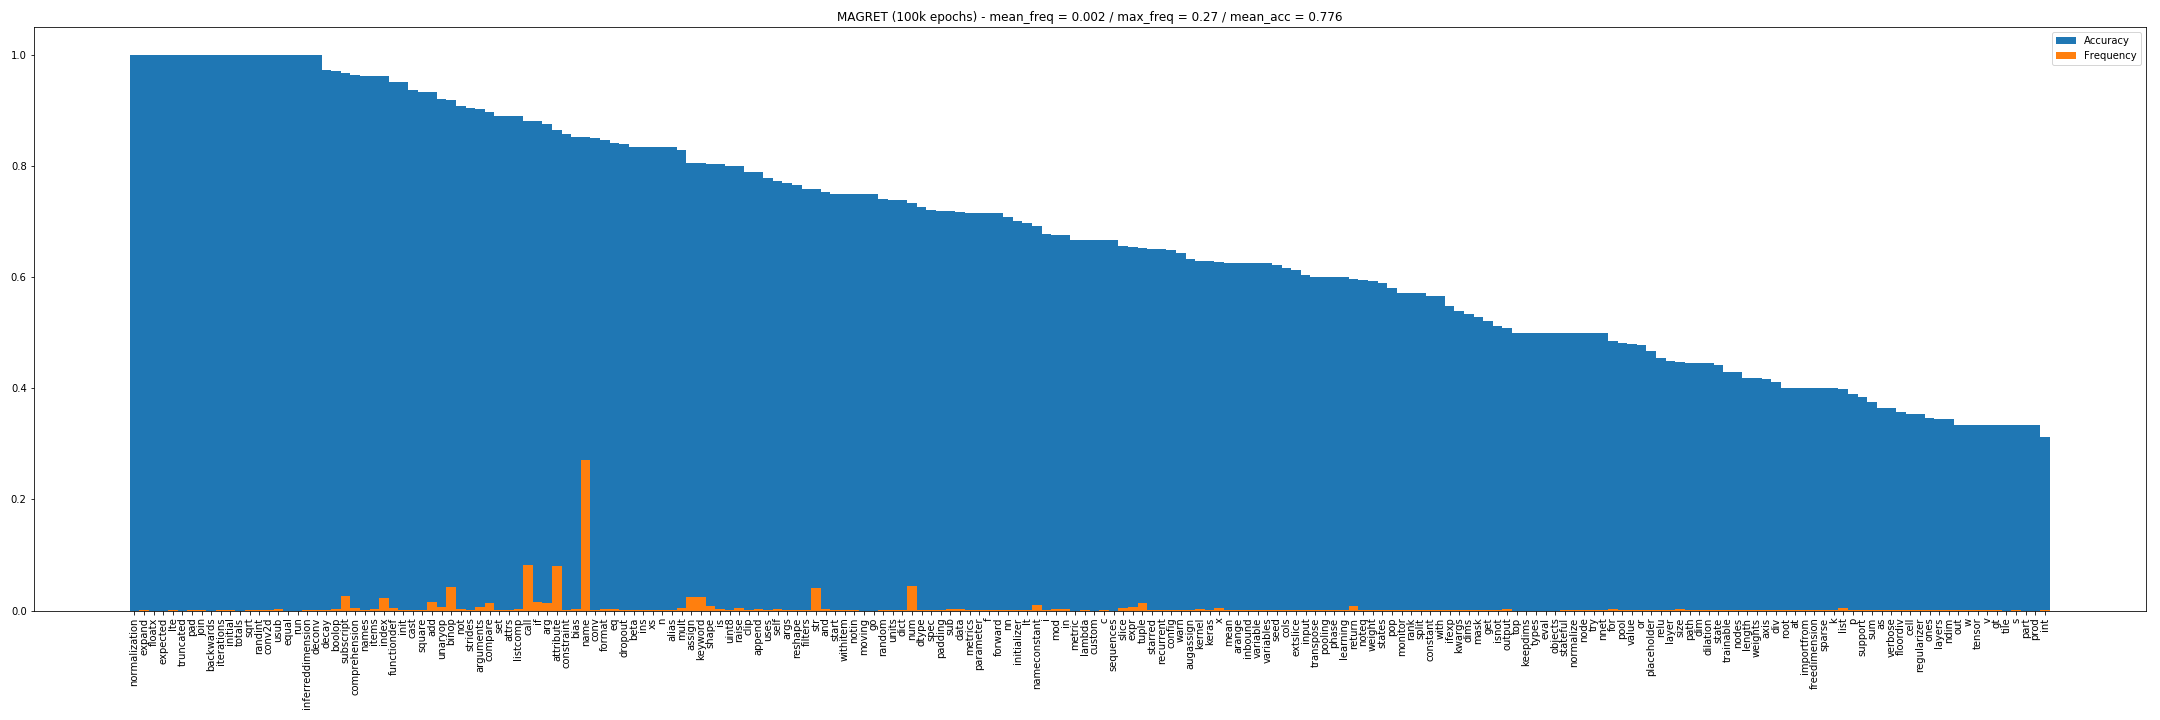 MAGRET (100k epochs) - mean_freq = 0.002 / max_freq = 0.27 / mean_acc = 0.776
Accuracy
Frequency
1.0
0.8
0.6
0.4
0.2
0.0
normalization
expand
floatx
expected
lte
truncated
pad
join
backwards
iterations
initial
totals
sqrt
randint
conv2d
usub
equal
run
inferreddimension
deconv
decay
boolop
subscript
comprehension
names
items
index
functiondef
init
cast
square
add
unaryop
binop
not
strides
arguments
compare
set
attrs
listcomp
call
if
arg
attribute
constraint
bias
name
conv
format
eq
dropout
beta
ins
xs
n
alias
mult
assign
keyword
shape
is
uint8
raise
clip
append
uses
self
args
reshape
filters
str
and
start
withitem
notin
moving
go
random
units
dict
num
dtype
spec
padding
sub
data
metrics
parameter
f
forward
nn
initializer
lt
nameconstant
i
mod
in
metric
lambda
custom
c
sequences
slice
expr
tuple
starred
recurrent
config
warn
augassign
kernel
keras
x
mean
arange
inbound
variable
variables
seed
cols
extslice
input
transpose
pooling
phase
learning
return
noteq
weight
states
pop
monitor
rank
split
constant
with
ifexp
kwargs
dims
mask
get
isnot
output
top
keepdims
types
eval
objects
stateful
normalize
node
try
nnet
for
pool
value
or
placeholder
relu
layer
size
path
dim
dilation
state
trainable
nodes
length
weights
axis
div
root
at
importfrom
freedimension
sparse
k
list
p
support
sum
as
verbose
floordiv
cell
regularizer
ones
layers
ndim
out
w
tensor
y
gt
tile
v
part
prod
int